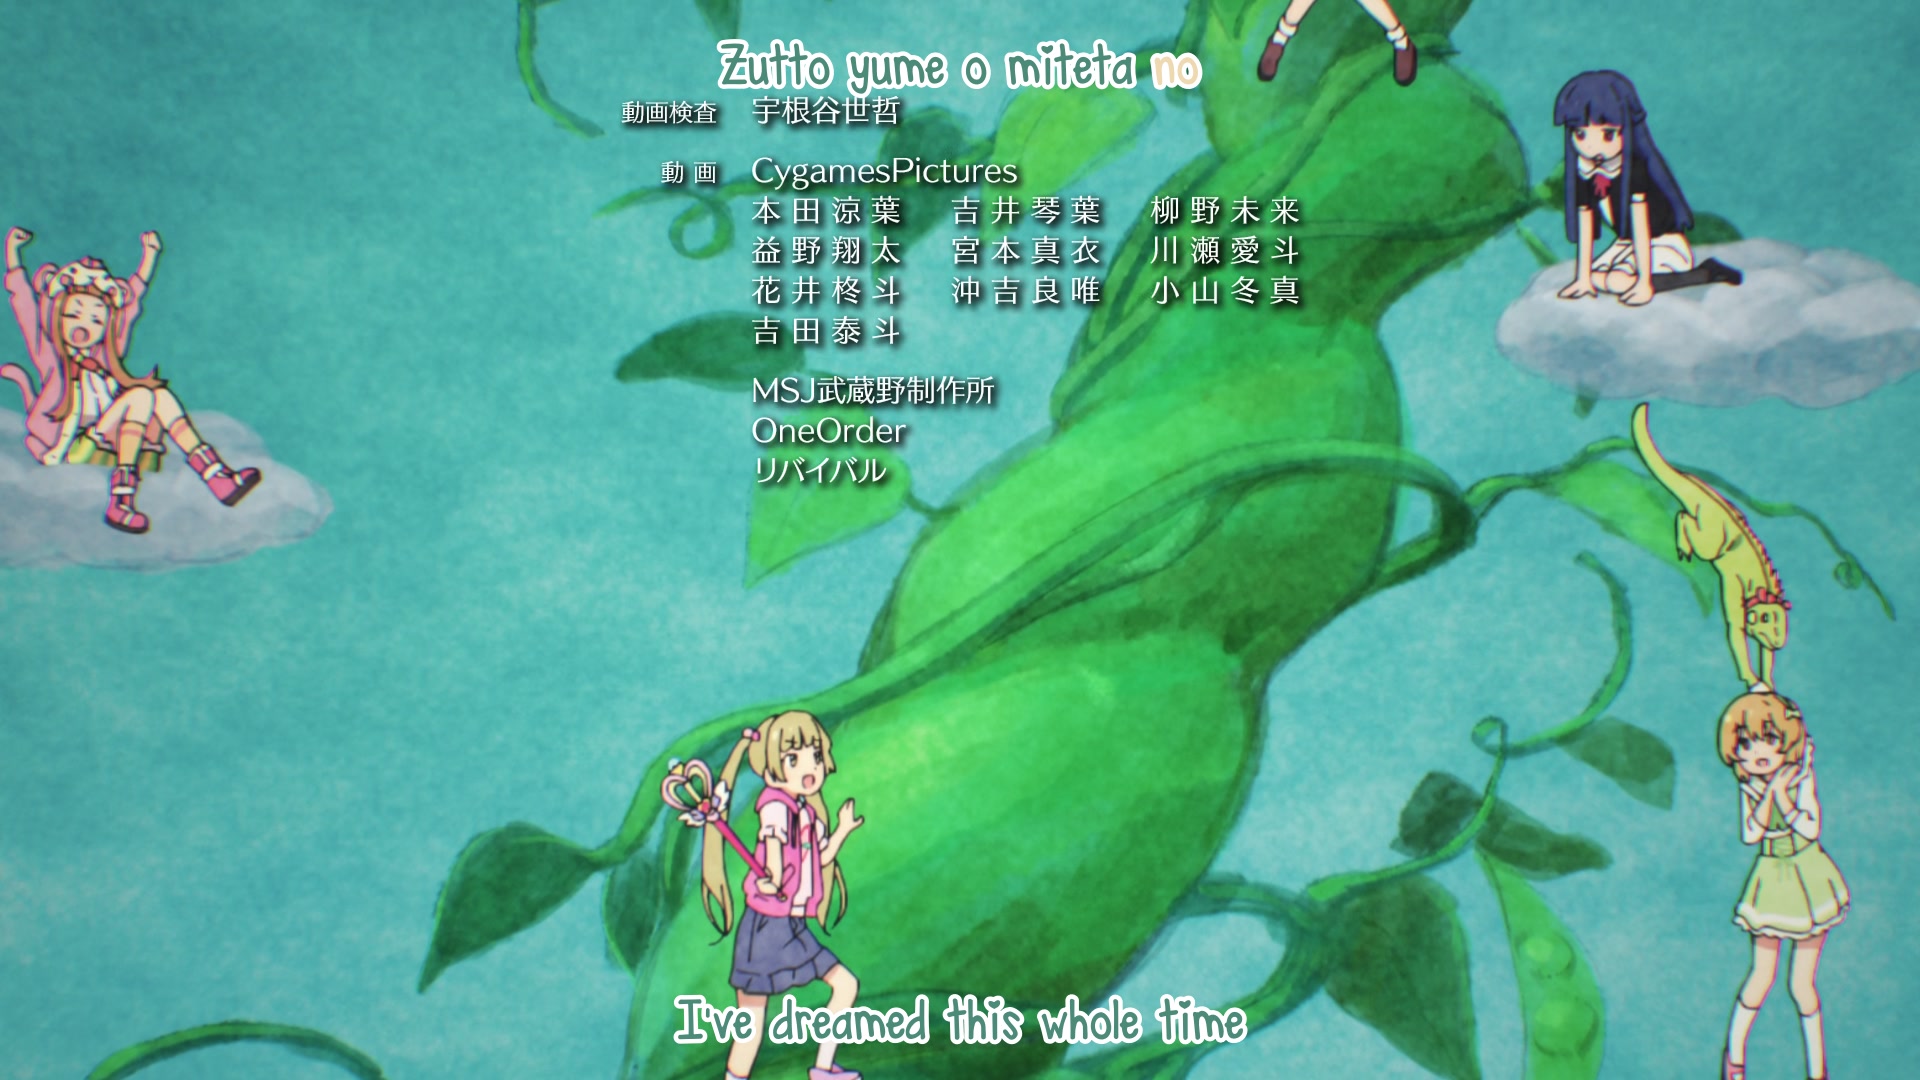 Zutto yume o miteta no
動画検査 宇根谷世哲
動画 CygamesPictures
本田涼葉 吉井琴葉 柳野未来
益野翔太 宮本真衣 川瀬愛斗
花井柊斗 沖吉良唯 小山冬真
吉田泰斗
MSJ武蔵野制作所
OneOrder
リバイバル
I've dreamed this whole time